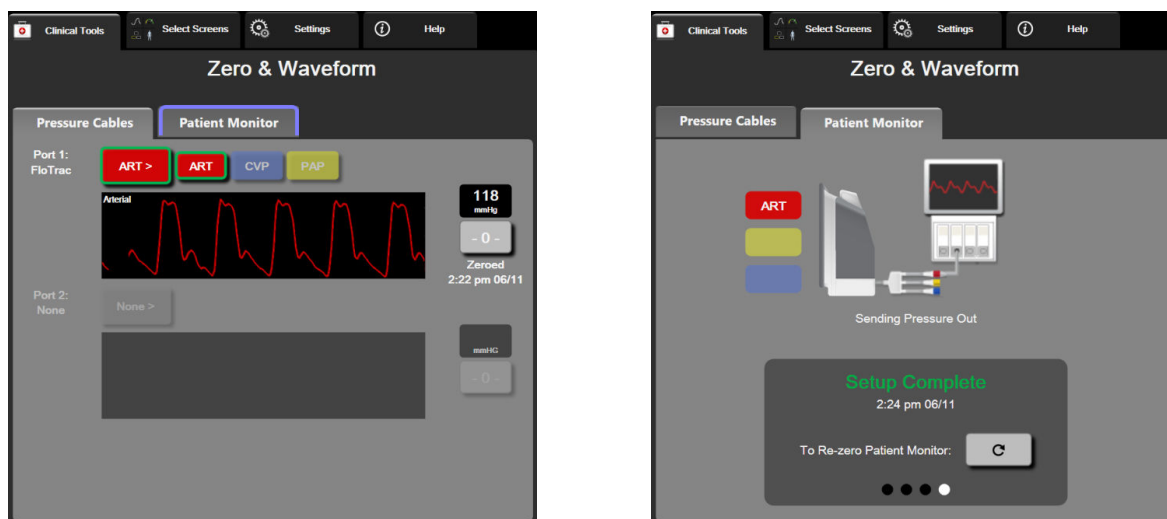 Clinical Tools Select Screens Settings Help
Zero & Waveform
Pressure Cables Patient Monitor
Port 1:
FloTrac
ART > ART CVP PAP
Arterial
118
mmHg
- 0 -
Zeroed
2:22 pm 06/11
Port 2:
None
None >
mmHG
- 0 -
Clinical Tools Select Screens Settings Help
Zero & Waveform
Pressure Cables Patient Monitor
ART
Sending Pressure Out
Setup Complete
2:24 pm 06/11
To Re-zero Patient Monitor: